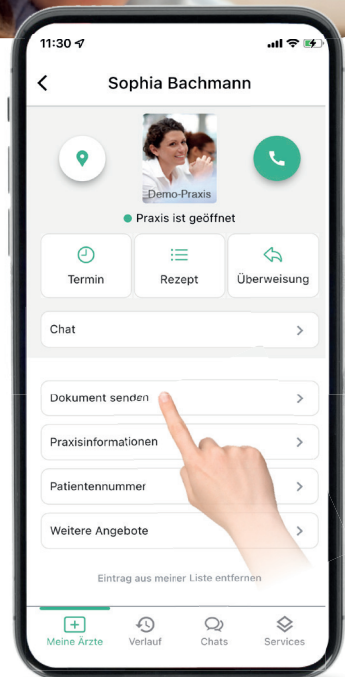 11:30
Sophia Bachmann
Demo-Praxis
Praxis ist geöffnet
Termin
Rezept
Überweisung
Chat
Dokument senden
Praxisinformationen
Patientennummer
Weitere Angebote
Eintrag aus meiner Liste entfernen
Meine Ärzte
Verlauf
Chats
Services